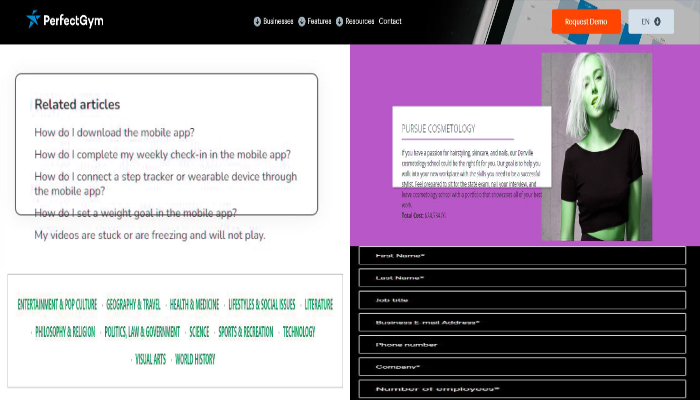 PerfectGym
Businesses Features Resources Contact
Request Demo
EN
Related articles
How do I download the mobile app?
How do I complete my weekly check-in in the mobile app?
How do I connect a step tracker or wearable device through
the mobile app?
How do I set a weight goal in the mobile app?
My videos are stuck or are freezing and will not play.
PURSUE COSMETOLOGY
If you have a passion for hairstyling, skincare, and nails, our Danville
cosmetology school could be the right fit for you. Our goal is to help you
walk into your new workplace with the skills you need to be a successful
stylist. Feel prepared to sit for the state exam, nail your interview, and
leave cosmetology school with a portfolio that showcases all of your hard
work.
Total Cost:
ENTERTAINMENT & POP CULTURE · GEOGRAPHY & TRAVEL · HEALTH & MEDICINE · LIFESTYLES & SOCIAL ISSUES · LITERATURE
· PHILOSOPHY & RELIGION · POLITICS, LAW & GOVERNMENT · SCIENCE · SPORTS & RECREATION · TECHNOLOGY
· VISUAL ARTS · WORLD HISTORY
First Name*
Last Name*
Job title
Business E-mail Address*
Phone number
Company*
Number of employees*